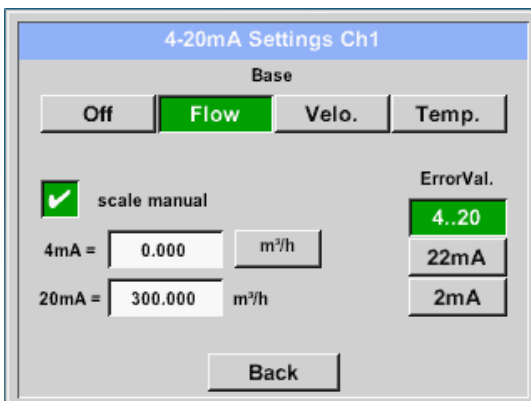 4-20mA Settings Ch1
Base
Off Flow Velo. Temp.
ErrorVal.
scale manual
4..20
4mA = 0.000 m³/h
22mA
20mA = 300.000 m³/h
2mA
Back